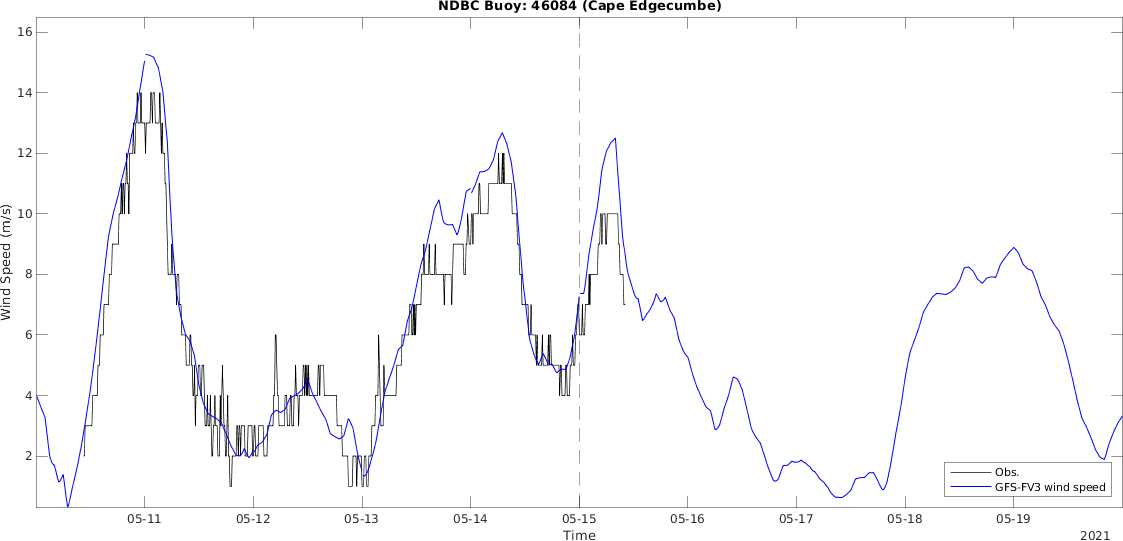 NDBC Buoy: 46084 (Cape Edgecumbe)
16
14
12
10
8
6
4
2
Wind Speed (m/s)
Obs.
GFS-FV3 wind speed
05-11 05-12 05-13 05-14 05-15 05-16 05-17 05-18 05-19
Time
2021